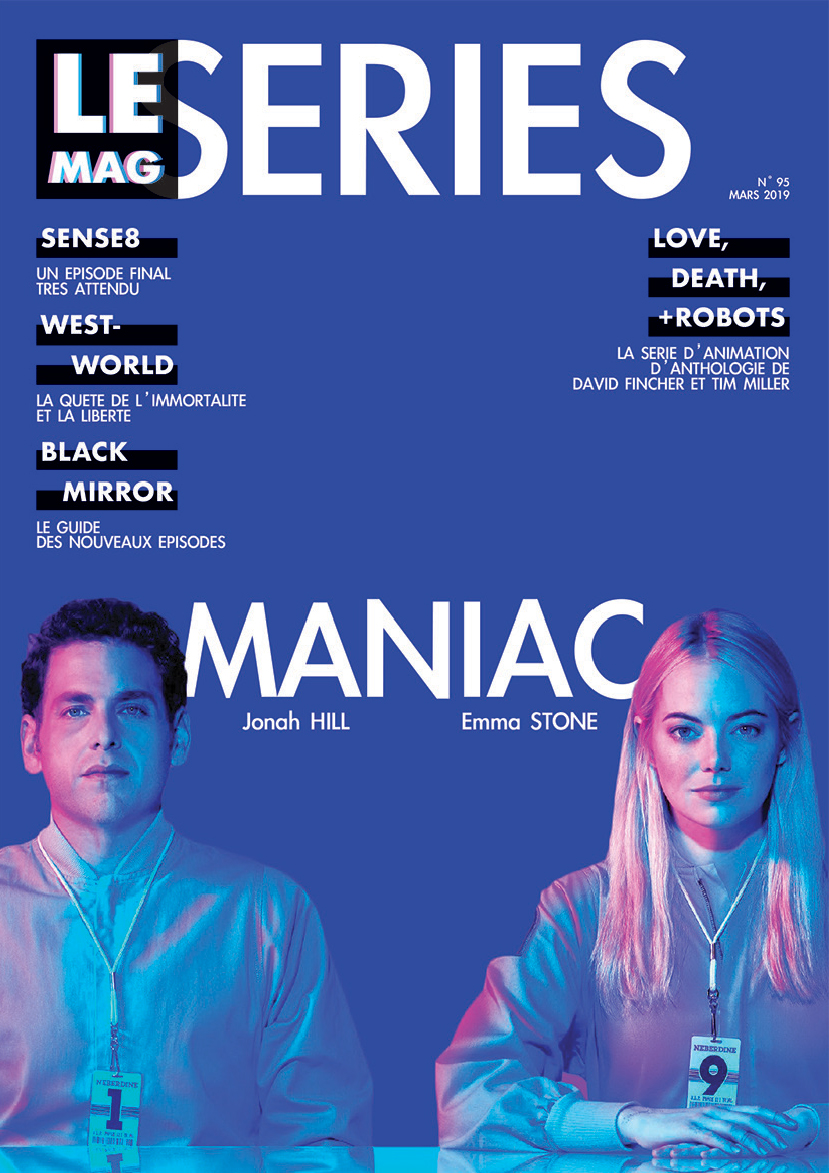 LE
MAG
SERIES
N° 95
MARS 2019
SENSE8
UN EPISODE FINAL
TRES ATTENDU
WEST-
WORLD
LA QUETE DE L'IMMORTALITE
ET LA LIBERTE
BLACK
MIRROR
LE GUIDE
DES NOUVEAUX EPISODES
LOVE,
DEATH,
+ROBOTS
LA SERIE D'ANIMATION
D'ANTHOLOGIE DE
DAVID FINCHER ET TIM MILLER
MANIAC
Jonah HILL
Emma STONE
NEBERDINE
1
NEBERDINE
9